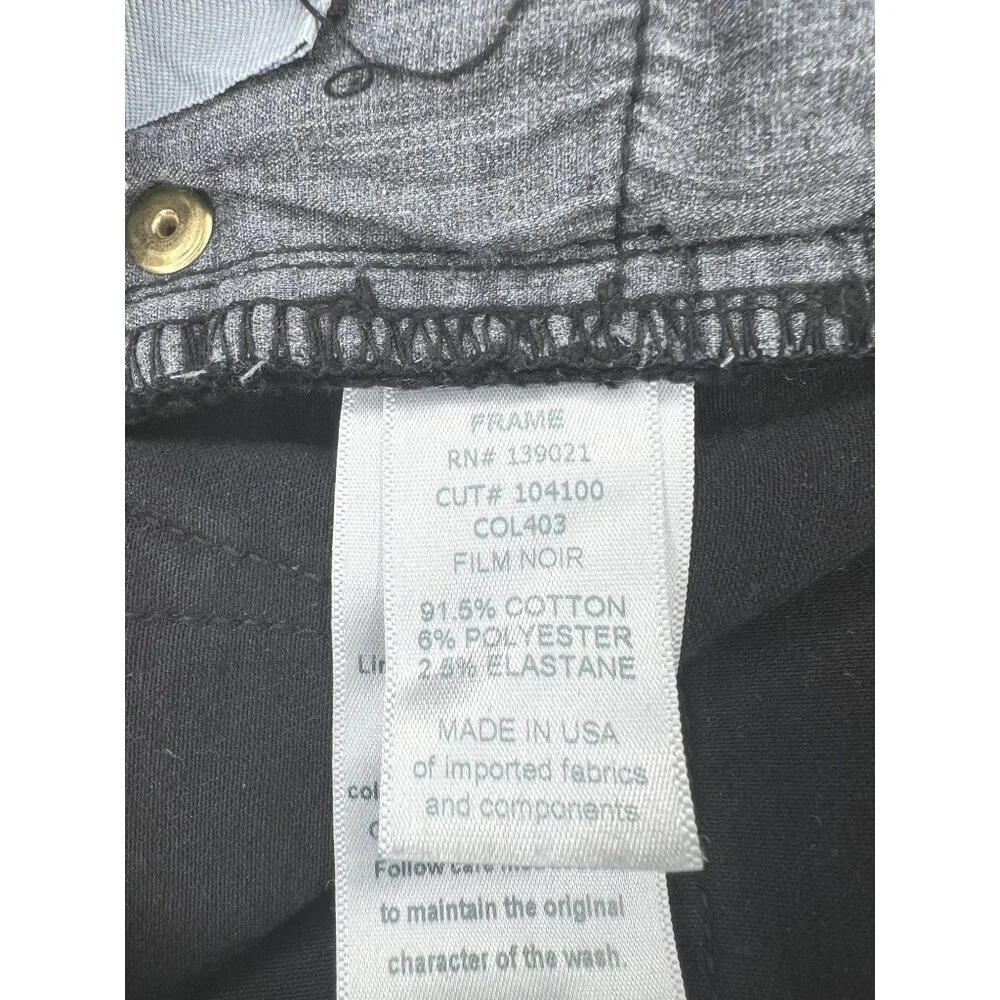 FRAME
RN# 139021
CUT# 104100
COL403
FILM NOIR
91.5% COTTON
6% POLYESTER
2.5% ELASTANE
MADE IN USA
of imported fabrics
and components
Follow care
to maintain the original
character of the wash.